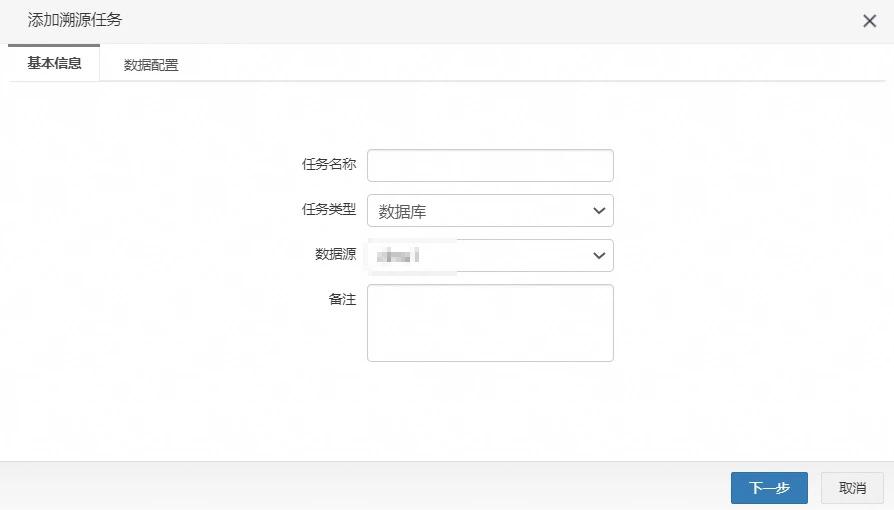 添加溯源任务
基本信息 数据配置
任务名称
任务类型 数据库
数据源
备注
下一步 取消